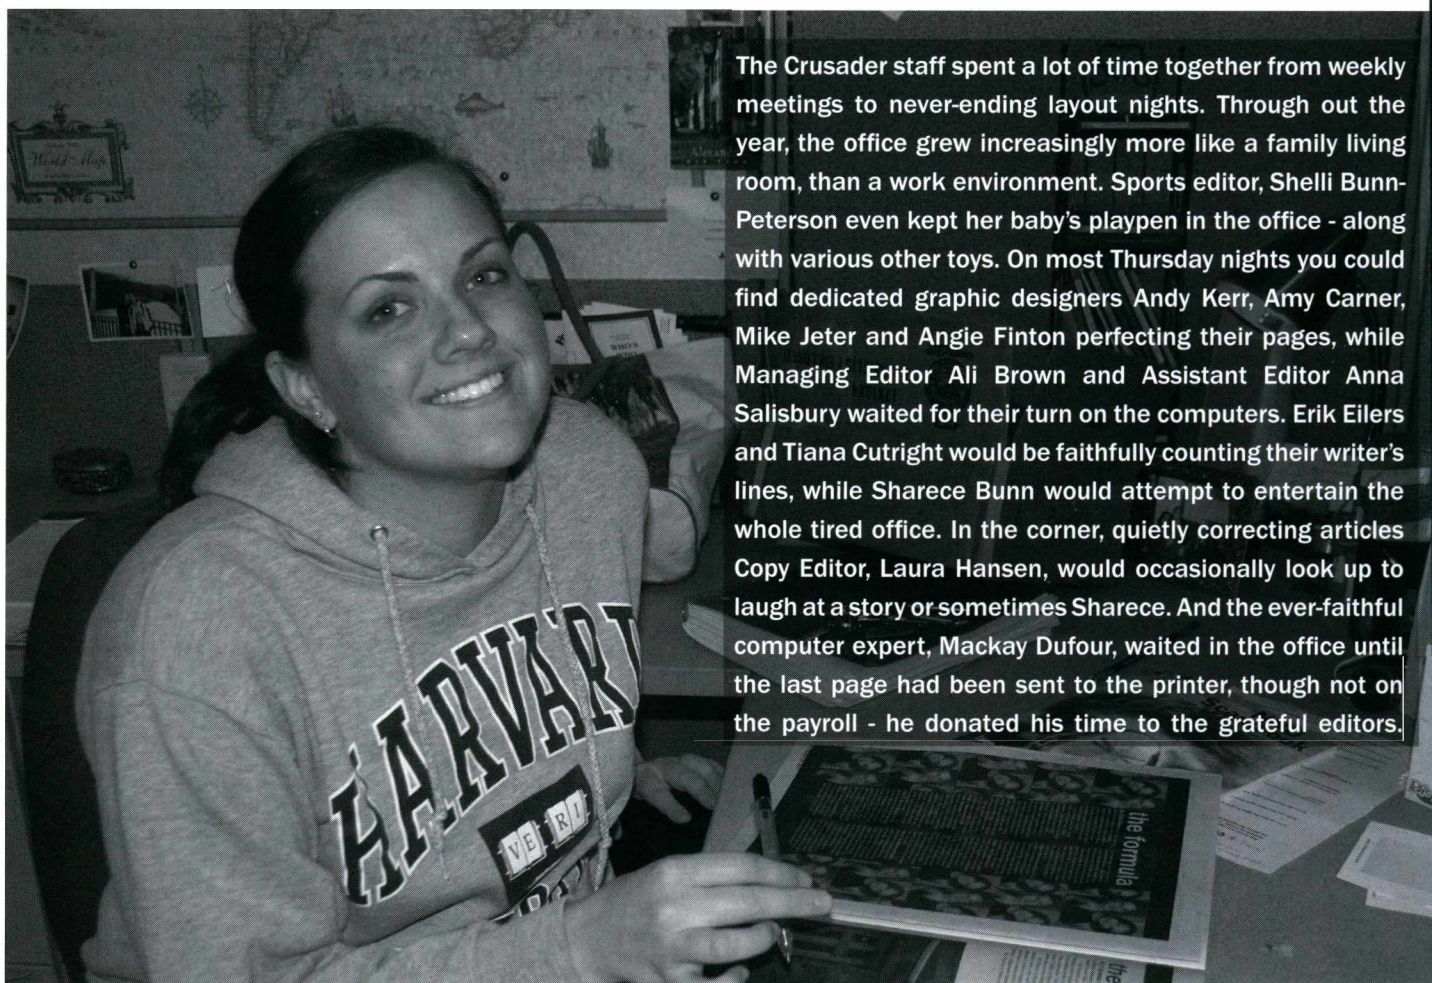 World Map
The Crusader staff spent a lot of time together from weekly
meetings to never-ending layout nights. Through out the
year, the office grew increasingly more like a family living
room, than a work environment. Sports editor, Shelli Bunn-
Peterson even kept her baby's playpen in the office - along
with various other toys. On most Thursday nights you could
find dedicated graphic designers Andy Kerr, Amy Carner,
Mike Jeter and Angie Finton perfecting their pages, while
Managing Editor Ali Brown and Assistant Editor Anna
Salisbury waited for their turn on the computers. Erik Eilers
and Tiana Cutright would be faithfully counting their writer's
lines, while Sharece Bunn would attempt to entertain the
whole tired office. In the corner, quietly correcting articles
Copy Editor, Laura Hansen, would occasionally look up to
laugh at a story or sometimes Sharece. And the ever-faithful
computer expert, Mackay Dufour, waited in the office until
the last page had been sent to the printer, though not on
the payroll - he donated his time to the grateful editors.
WHO'S
WHO
HARVARD
VE RI
the formula
the